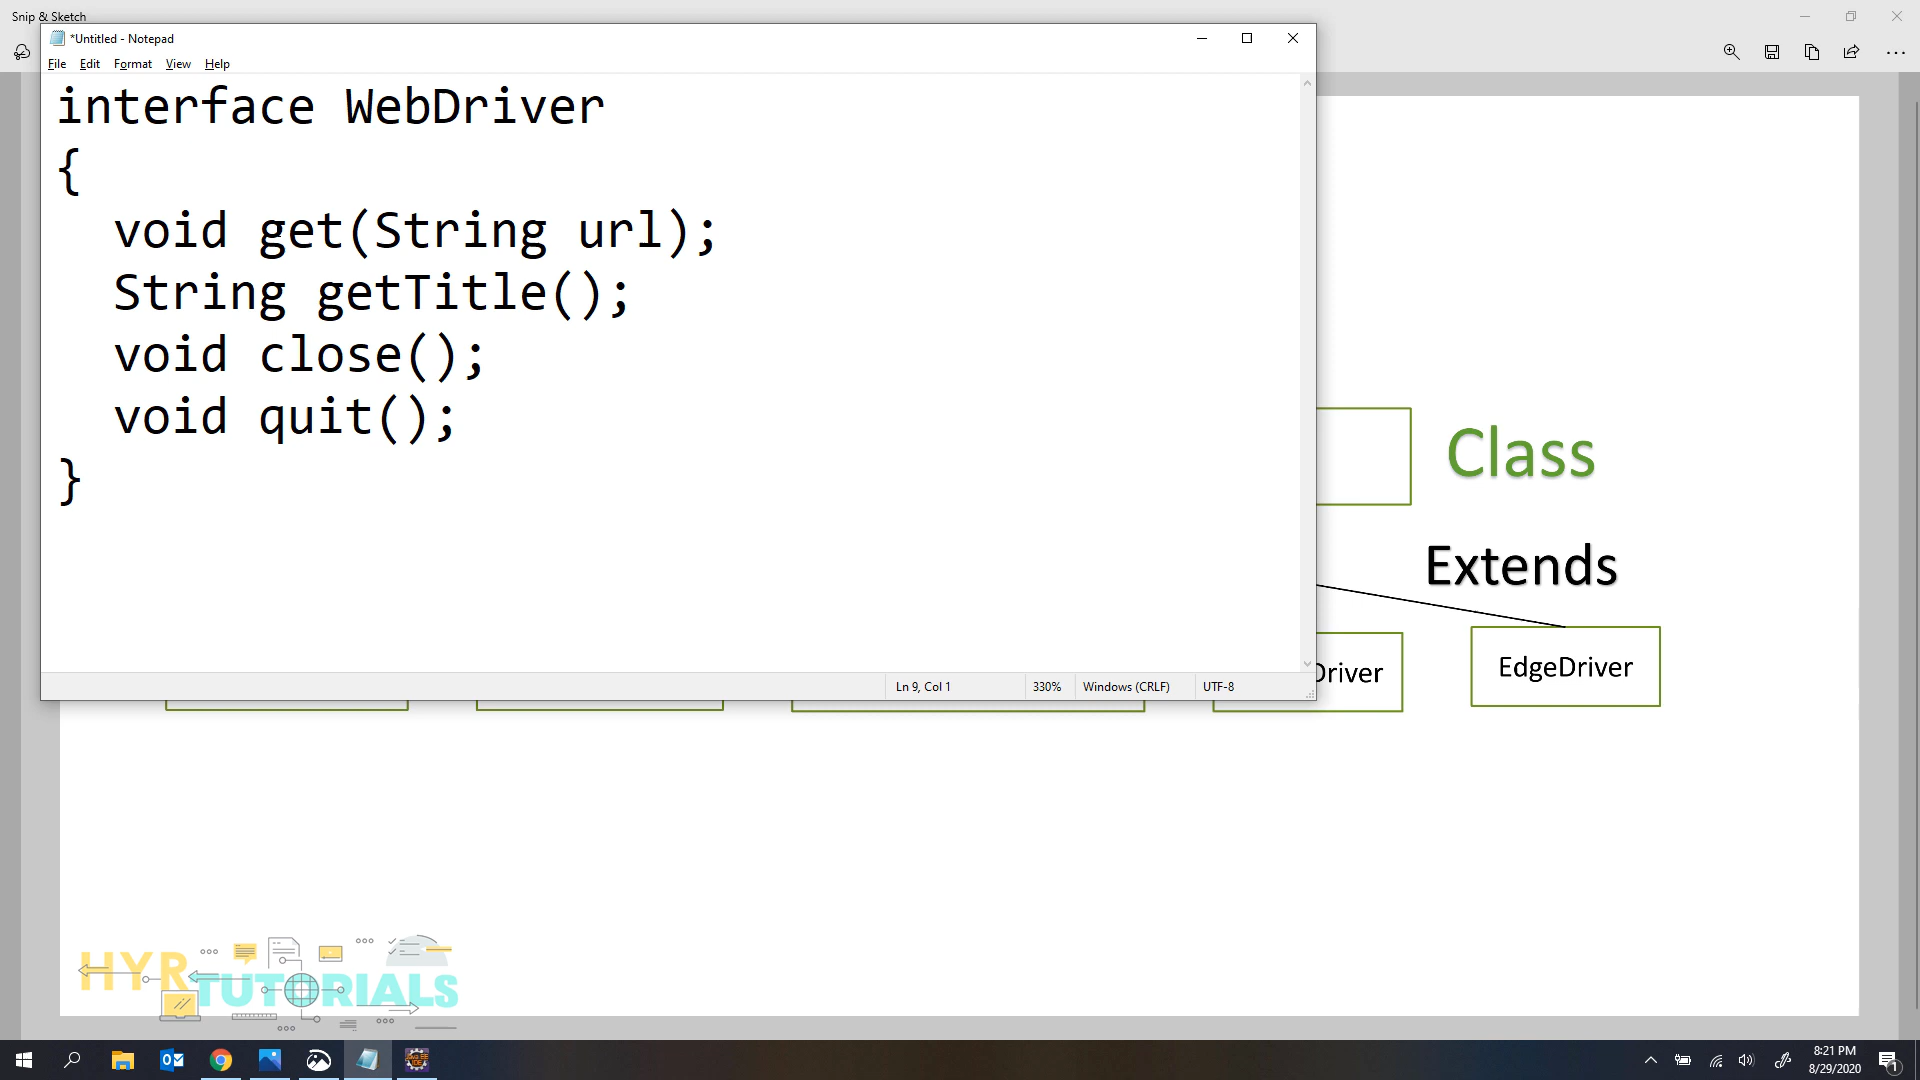 Snip & Sketch
*Untitled - Notepad
File Edit Format View Help
interface WebDriver
{
void get(String url);
String getTitle();
void close();
void quit();
}
Ln 9, Col 1 330% Windows (CRLF) UTF-8
Class
Extends
Driver
EdgeDriver
HYR
TUTORIALS
8:21 PM
8/29/2020
1